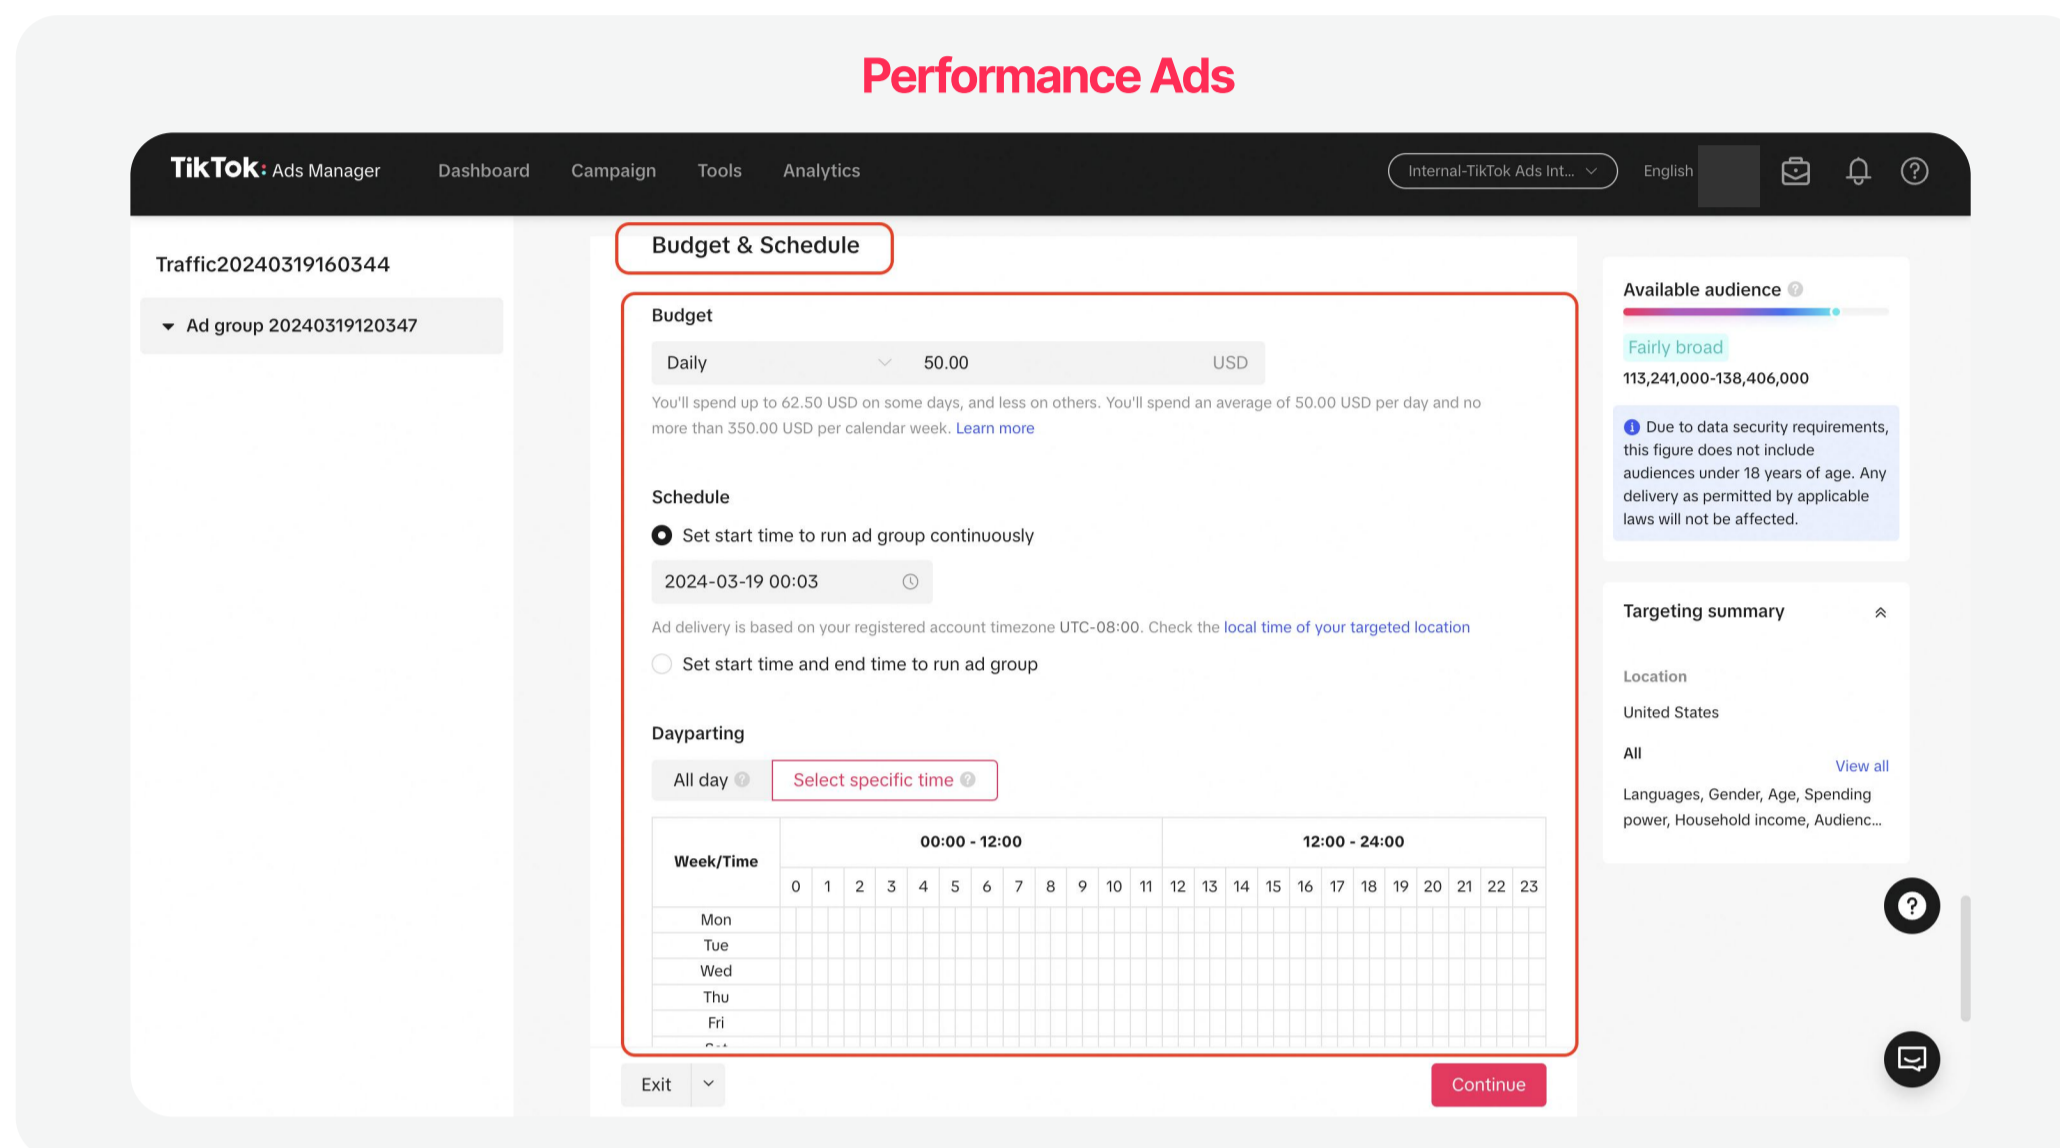 Performance Ads
TikTok: Ads Manager
Dashboard
Campaign
Tools
Analytics
Internal-TikTok Ads Int...
English
Traffic20240319160344
Ad group 20240319120347
Budget & Schedule
Budget
Daily
50.00
USD
You'll spend up to 62.50 USD on some days, and less on others. You'll spend an average of 50.00 USD per day and no
more than 350.00 USD per calendar week. Learn more
Schedule
Set start time to run ad group continuously
2024-03-19 00:03
Ad delivery is based on your registered account timezone UTC-08:00. Check the local time of your targeted location
Set start time and end time to run ad group
Dayparting
All day
Select specific time
Week/Time
00:00 - 12:00
12:00 - 24:00
0 1 2 3 4 5 6 7 8 9 10 11 12 13 14 15 16 17 18 19 20 21 22 23
Mon
Tue
Wed
Thu
Fri
Sat
Exit
Continue
Available audience
Fairly broad
113,241,000-138,406,000
Due to data security requirements,
this figure does not include
audiences under 18 years of age. Any
delivery as permitted by applicable
laws will not be affected.
Targeting summary
Location
United States
All
View all
Languages, Gender, Age, Spending
power, Household income, Audienc...